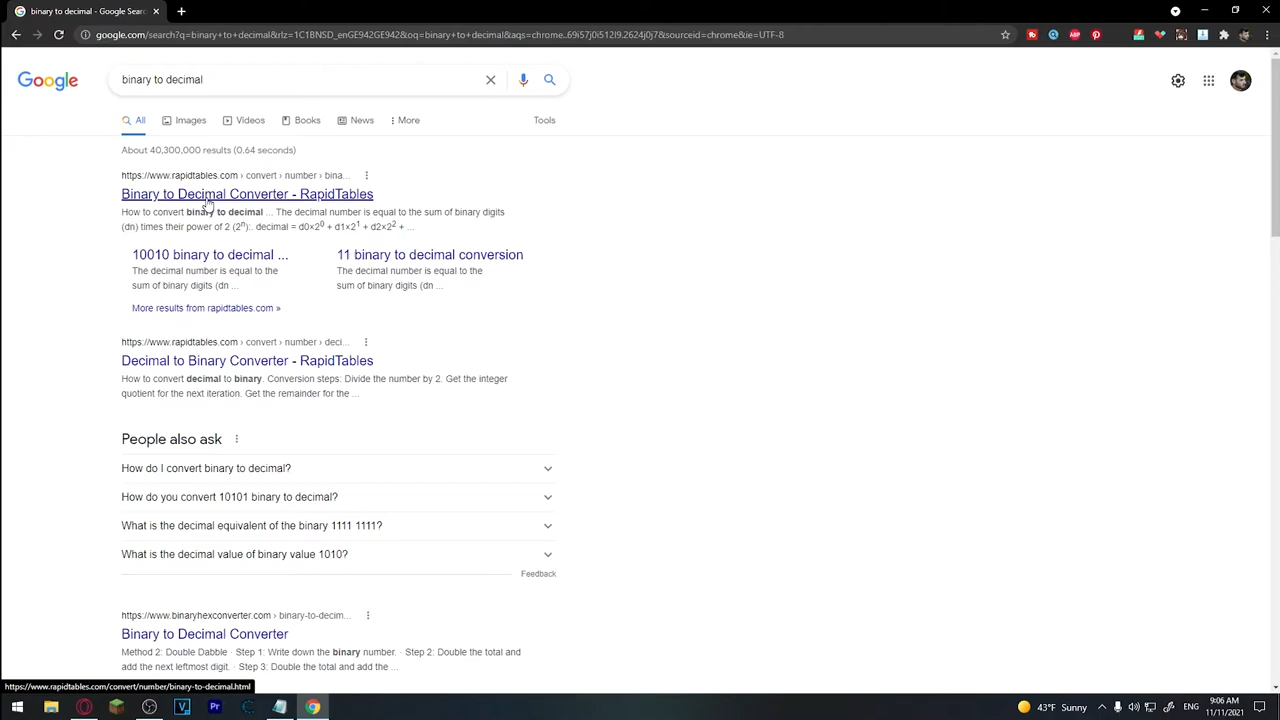 binary to decimal - Google Search
google.com/search?q=binary+to+decimal&rlz=1C1BNSD_enGE942GE942&oq=binary+to+decimal&aqs=chrome..69i57j0i512l9.2624j0j7&sourceid=chrome&ie=UTF-8
Google
binary to decimal
All
Images
Videos
Books
News
More
Tools
About 40,300,000 results (0.64 seconds)
https://www.rapidtables.com › convert › number › bina...
Binary to Decimal Converter - RapidTables
How to convert binary to decimal ... The decimal number is equal to the sum of binary digits
(dn) times their power of 2 (2ⁿ):. decimal = d0×2⁰ + d1×2¹ + d2×2² + ...
10010 binary to decimal ...
11 binary to decimal conversion
The decimal number is equal to the
sum of binary digits (dn ...
The decimal number is equal to the
sum of binary digits (dn ...
More results from rapidtables.com »
https://www.rapidtables.com › convert › number › deci...
Decimal to Binary Converter - RapidTables
How to convert decimal to binary. Conversion steps: Divide the number by 2. Get the integer
quotient for the next iteration. Get the remainder for the ...
People also ask
How do I convert binary to decimal?
How do you convert 10101 binary to decimal?
What is the decimal equivalent of the binary 1111 1111?
What is the decimal value of binary value 1010?
Feedback
https://www.binaryhexconverter.com › binary-to-decim...
Binary to Decimal Converter
Method 2: Double Dabble · Step 1: Write down the binary number. · Step 2: Double the total and
add the next leftmost digit. · Step 3: Double the total and add the ...
https://www.rapidtables.com/convert/number/binary-to-decimal.html
43°F Sunny
ENG
9:06 AM
11/11/2021